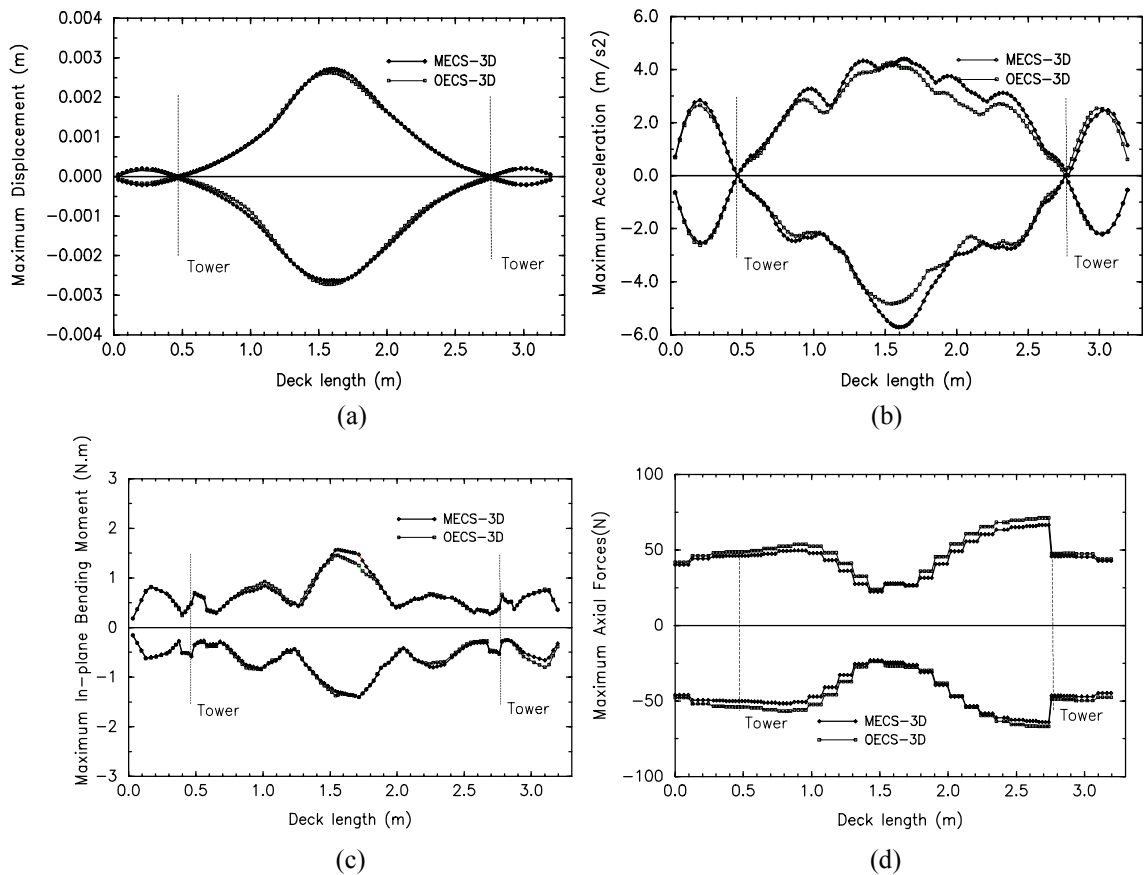 Maximum Displacement (m)
0.004
0.003
0.002
0.001
0.000
−0.001
−0.002
−0.003
−0.004
MECS−3D
OECS−3D
Tower
Tower
0.0 0.5 1.0 1.5 2.0 2.5 3.0
Deck length (m)
(a)
Maximum Acceleration (m/s2)
6.0
4.0
2.0
0.0
−2.0
−4.0
−6.0
MECS−3D
OECS−3D
Tower
Tower
0.0 0.5 1.0 1.5 2.0 2.5 3.0
Deck length (m)
(b)
Maximum In−plane Bending Moment (N.m)
3
2
1
0
−1
−2
−3
MECS−3D
OECS−3D
Tower
Tower
0.0 0.5 1.0 1.5 2.0 2.5 3.0
Deck length (m)
(c)
Maximum Axial Forces(N)
100
50
0
−50
−100
Tower
Tower
MECS−3D
OECS−3D
0.0 0.5 1.0 1.5 2.0 2.5 3.0
Deck length (m)
(d)